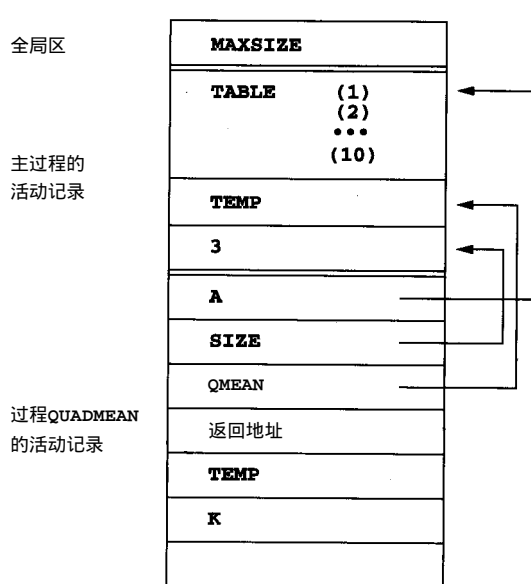 全局区
MAXSIZE
TABLE (1)
(2)
•••
(10)
主过程的
活动记录
TEMP
3
A
SIZE
QMEAN
过程QUADMEAN
的活动记录
返回地址
TEMP
K